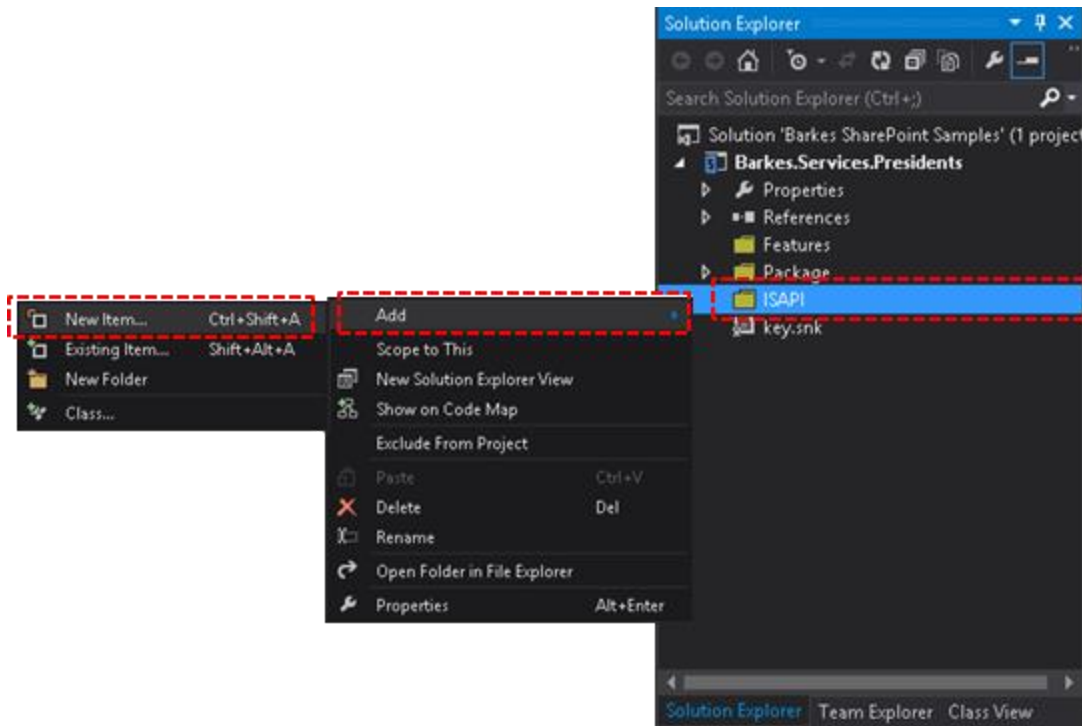 Solution Explorer
Search Solution Explorer (Ctrl+;)
Solution 'Barkes SharePoint Samples' (1 project
Barkes.Services.Presidents
Properties
References
Features
Package
ISAPI
key.snk
New Item... Ctrl+Shift+A
Existing Item... Shift+Alt+A
New Folder
Class...
Add
Scope to This
New Solution Explorer View
Show on Code Map
Exclude From Project
Paste Ctrl+V
Delete Del
Rename
Open Folder in File Explorer
Properties Alt+Enter
Solution Explorer Team Explorer Class View